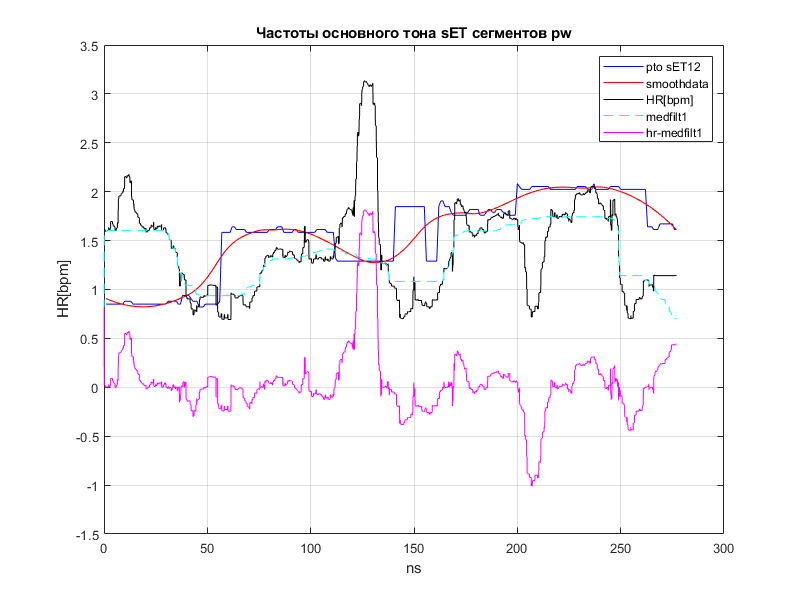 Частоты основного тона sET сегментов pw
pto sET12
smoothdata
HR[bpm]
medfilt1
hr-medfilt1
HR[bpm]
3.5
3
2.5
2
1.5
1
0.5
0
-0.5
-1
-1.5
0
50
100
150
200
250
300
ns